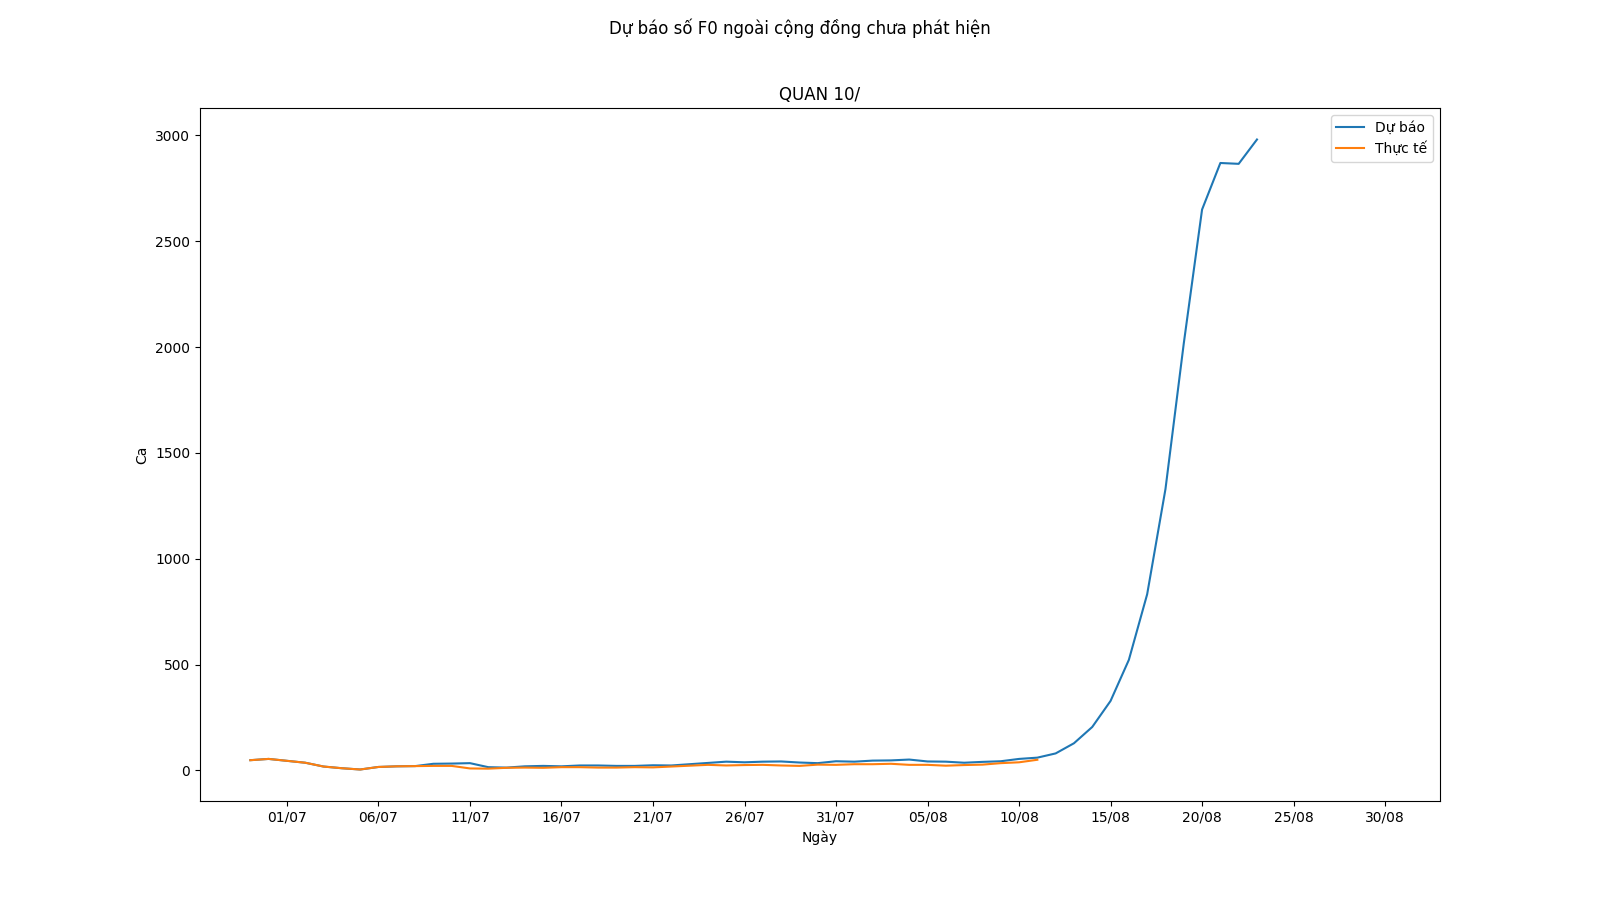 Dự báo số F0 ngoài cộng đồng chưa phát hiện
QUAN 10/
Dự báo
Thực tế
3000
2500
2000
1500
1000
500
0
Ca
01/07 06/07 11/07 16/07 21/07 26/07 31/07 05/08 10/08 15/08 20/08 25/08 30/08
Ngày